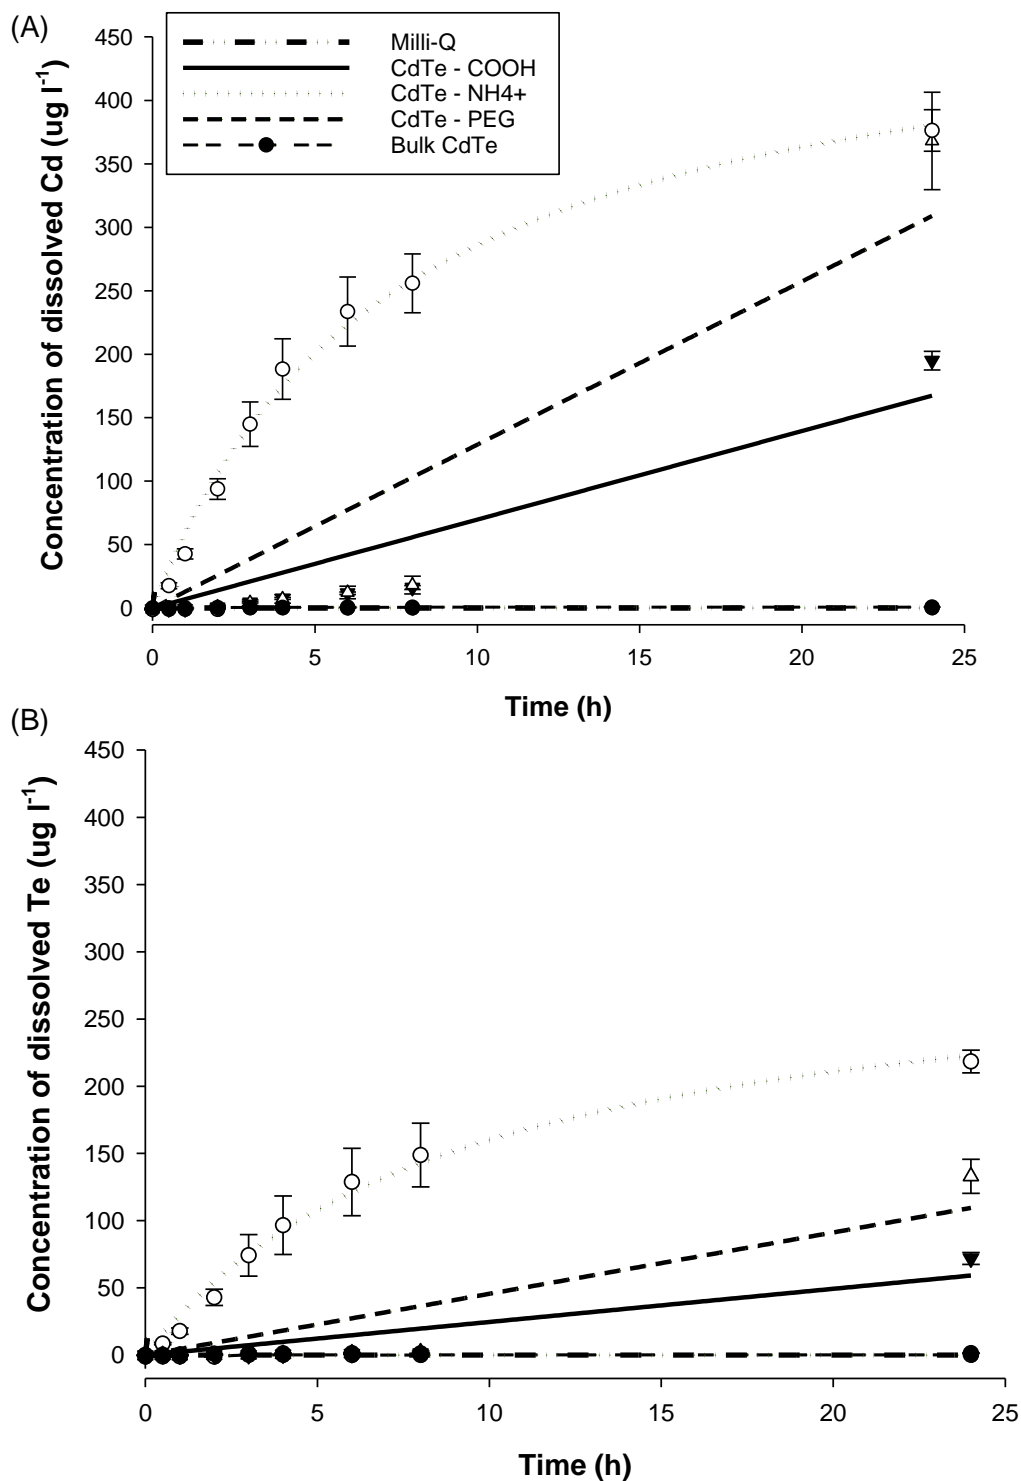 (A)
Concentration of dissolved Cd (ug l-1)
450
400
350
300
250
200
150
100
50
0
Milli-Q
CdTe - COOH
CdTe - NH4+
CdTe - PEG
Bulk CdTe
0 5 10 15 20 25
Time (h)
(B)
Concentration of dissolved Te (ug l-1)
450
400
350
300
250
200
150
100
50
0
0 5 10 15 20 25
Time (h)